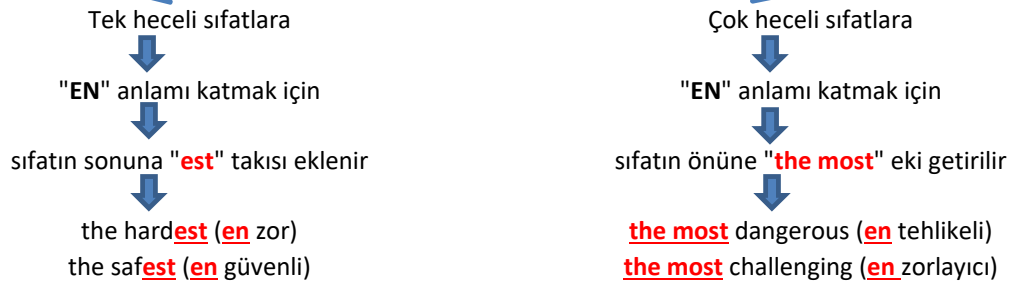 Tek heceli sıfatlara
"EN" anlamı katmak için
sıfatın sonuna "est" takısı eklenir
the hardest (en zor)
the safest (en güvenli)
Çok heceli sıfatlara
"EN" anlamı katmak için
sıfatın önüne "the most" eki getirilir
the most dangerous (en tehlikeli)
the most challenging (en zorlayıcı)